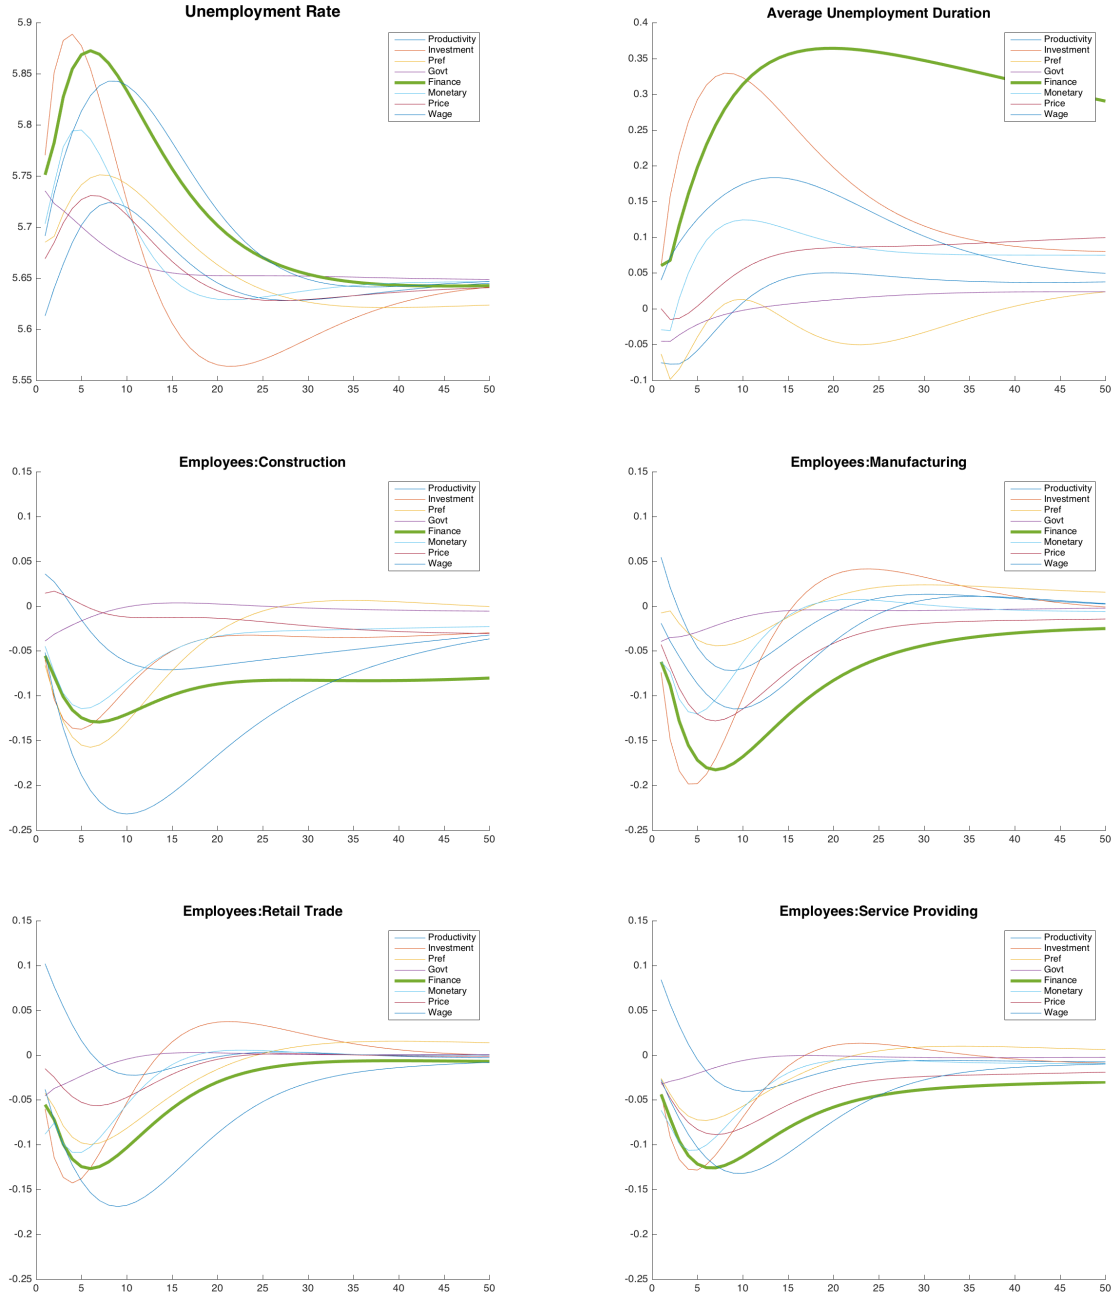 Unemployment Rate
5.9
5.85
5.8
5.75
5.7
5.65
5.6
5.55
0 5 10 15 20 25 30 35 40 45 50
Productivity
Investment
Pref
Govt
Finance
Monetary
Price
Wage
Average Unemployment Duration
0.4
0.35
0.3
0.25
0.2
0.15
0.1
0.05
0
-0.05
-0.1
0 5 10 15 20 25 30 35 40 45 50
Productivity
Investment
Pref
Govt
Finance
Monetary
Price
Wage
Employees:Construction
0.15
0.1
0.05
0
-0.05
-0.1
-0.15
-0.2
-0.25
0 5 10 15 20 25 30 35 40 45 50
Productivity
Investment
Pref
Govt
Finance
Monetary
Price
Wage
Employees:Manufacturing
0.15
0.1
0.05
0
-0.05
-0.1
-0.15
-0.2
-0.25
0 5 10 15 20 25 30 35 40 45 50
Productivity
Investment
Pref
Govt
Finance
Monetary
Price
Wage
Employees:Retail Trade
0.15
0.1
0.05
0
-0.05
-0.1
-0.15
-0.2
-0.25
0 5 10 15 20 25 30 35 40 45 50
Productivity
Investment
Pref
Govt
Finance
Monetary
Price
Wage
Employees:Service Providing
0.15
0.1
0.05
0
-0.05
-0.1
-0.15
-0.2
-0.25
0 5 10 15 20 25 30 35 40 45 50
Productivity
Investment
Pref
Govt
Finance
Monetary
Price
Wage